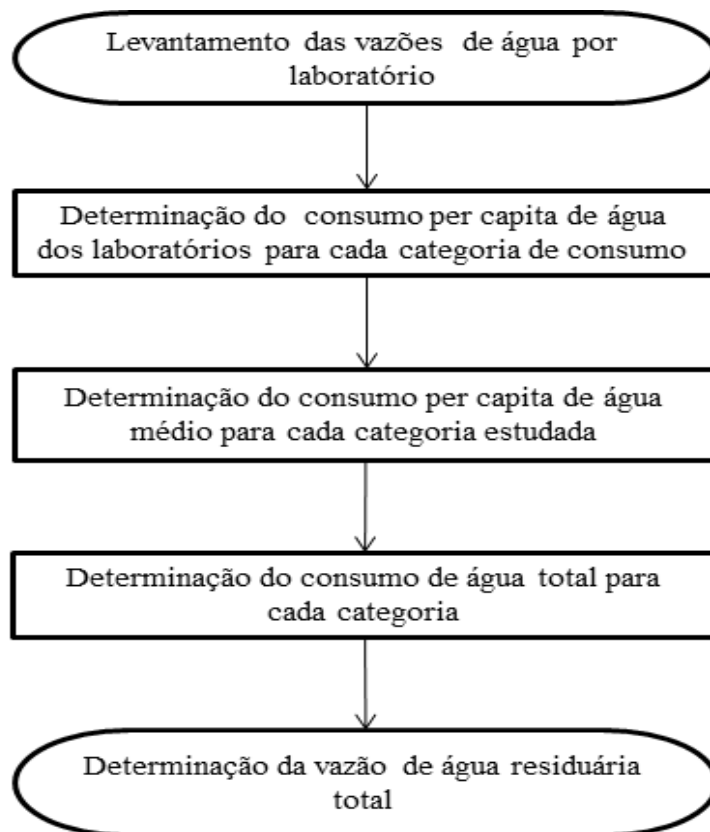 Levantamento das vazões de água por
laboratório
Determinação do consumo per capita de água
dos laboratórios para cada categoria de consumo
Determinação do consumo per capita de água
médio para cada categoria estudada
Determinação do consumo de água total para
cada categoria
Determinação da vazão de água residuária
total